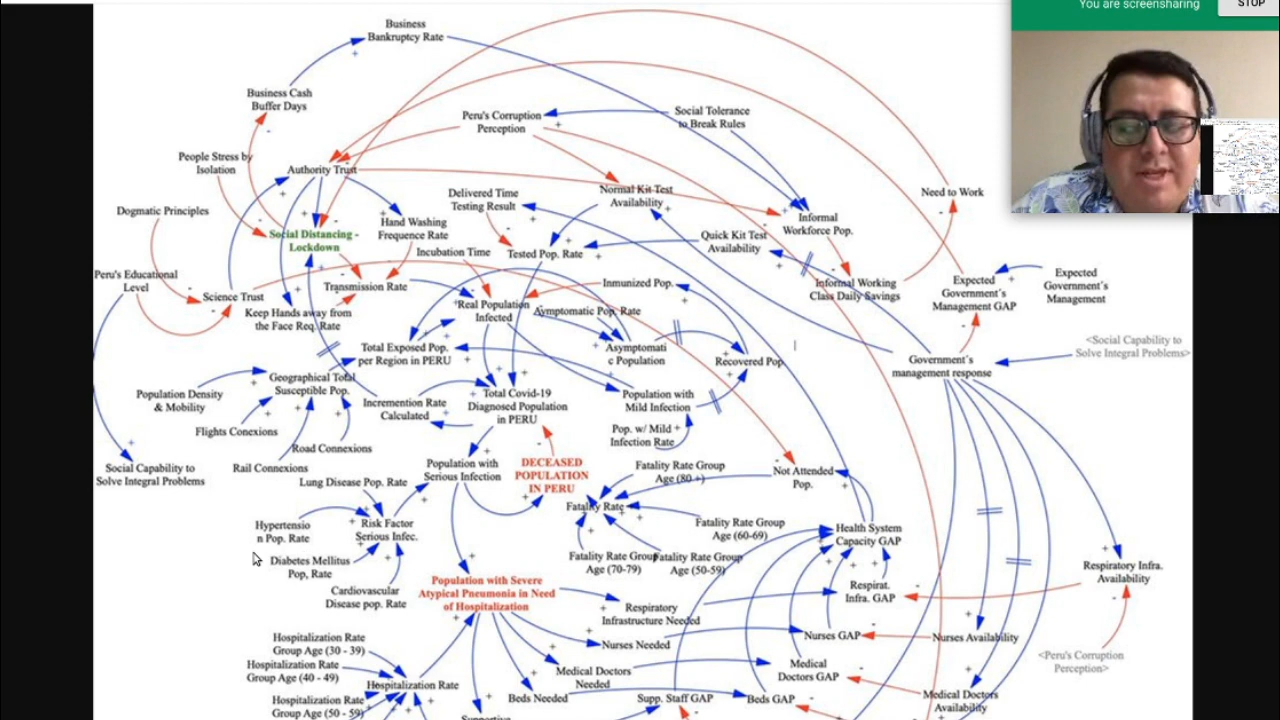 You are screensharing
STOP
Business
Bankruptcy Rate
Business Cash
Buffer Days
Peru's Corruption
Perception
Social Tolerance
to Break Rules
People Stress by
Isolation
Authority Trust
Delivered Time
Testing Result
Normal Kit Test
Availability
Need to Work
Dogmatic Principles
Hand Washing
Frequence Rate
Informal
Workforce Pop.
Social Distancing -
Lockdown
Quick Kit Test
Availability
Incubation Time
Tested Pop. Rate
Peru's Educational
Level
Science Trust
Transmission Rate
Inmunized Pop.
Informal Working
Class Daily Savings
Expected
Government´s
Management GAP
Expected
Government´s
Management
Keep Hands away from
the Face Req. Rate
Real Population
Infected
Aymptomatic Pop. Rate
<Social Capability to
Solve Integral Problems>
Total Exposed Pop.
per Region in PERU
Asymptomati
c Population
Recovered Pop.
Government´s
management response
Geographical Total
Susceptible Pop.
Population Density
& Mobility
Incremention Rate
Calculated
Total Covid-19
Diagnosed Population
in PERU
Population with
Mild Infection
Flights Conexions
Pop. w/ Mild
Infection Rate
Road Connexions
Social Capability to
Solve Integral Problems
Rail Connexions
Population with
Serious Infection
DECEASED
POPULATION
IN PERU
Fatality Rate Group
Age (80 +)
Not Attended
Pop.
Lung Disease Pop. Rate
Fatality Rate
Hypertensio
n Pop. Rate
Risk Factor
Serious Infec.
Fatality Rate Group
Age (60-69)
Health System
Capacity GAP
Diabetes Mellitus
Pop, Rate
Fatality Rate Group
Age (70-79)
Fatality Rate Group
Age (50-59)
Respiratory Infra.
Availability
Cardiovascular
Disease pop. Rate
Population with Severe
Atypical Pneumonia in Need
of Hospitalization
Respirat.
Infra. GAP
Respiratory
Infrastructure Needed
Hospitalization Rate
Group Age (30 - 39)
Nurses Needed
Nurses GAP
Nurses Availability
<Peru's Corruption
Perception>
Hospitalization Rate
Group Age (40 - 49)
Medical Doctors
Needed
Medical
Doctors GAP
Hospitalization Rate
Hospitalization Rate
Group Age (50 - 59)
Beds Needed
Supp. Staff GAP
Beds GAP
Medical Doctors
Availability
Supportive